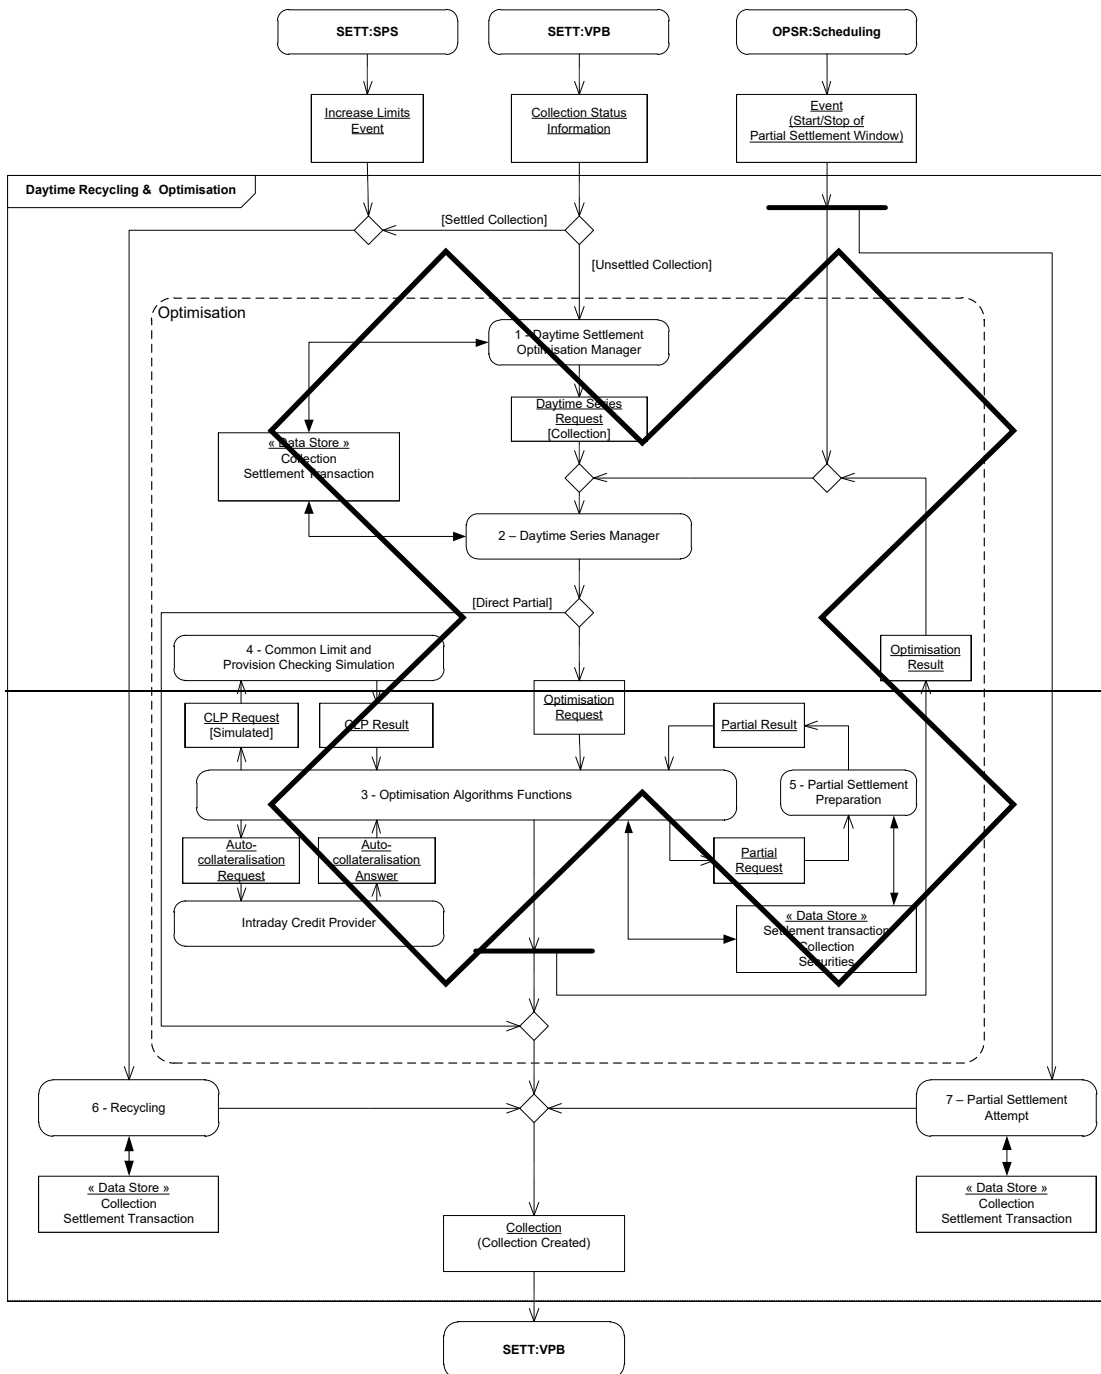 SETT:SPS
SETT:VPB
OPSR:Scheduling
Increase Limits
Event
Collection Status
Information
Event
(Start/Stop of
Partial Settlement Window)
Daytime Recycling & Optimisation
[Settled Collection]
[Unsettled Collection]
Optimisation
1 - Daytime Settlement
Optimisation Manager
Daytime Series
Request
[Collection]
« Data Store »
Collection
Settlement Transaction
2 – Daytime Series Manager
[Direct Partial]
4 - Common Limit and
Provision Checking Simulation
Optimisation
Result
CLP Request
[Simulated]
CLP Result
Optimisation
Request
Partial Result
3 - Optimisation Algorithms Functions
5 - Partial Settlement
Preparation
Auto-
collateralisation
Request
Auto-
collateralisation
Answer
Partial
Request
Intraday Credit Provider
« Data Store »
Settlement transaction
Collection
Securities
6 - Recycling
7 – Partial Settlement
Attempt
« Data Store »
Collection
Settlement Transaction
« Data Store »
Collection
Settlement Transaction
Collection
(Collection Created)
SETT:VPB